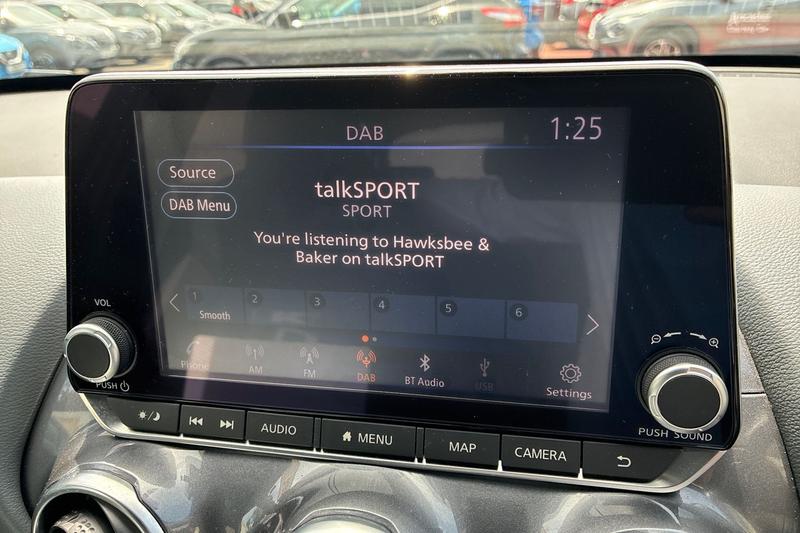 DAB
1:25
Source
DAB Menu
talkSPORT
SPORT
You're listening to Hawksbee &
Baker on talkSPORT
1
2
3
4
5
6
Smooth
Phone
AM
FM
DAB
BT Audio
USB
Settings
VOL
PUSH
PUSH SOUND
AUDIO
MENU
MAP
CAMERA